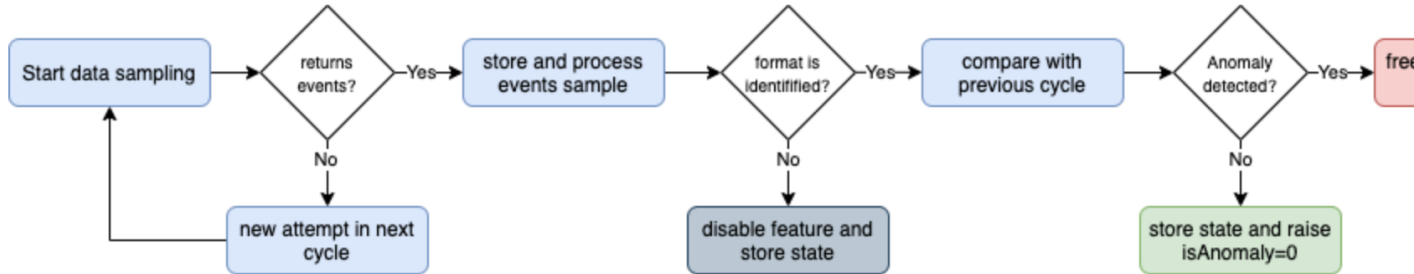 Start data sampling
returns
events?
Yes
store and process
events sample
format is
identifified?
Yes
compare with
previous cycle
Anomaly
detected?
Yes
No
new attempt in next
cycle
No
disable feature and
store state
No
store state and raise
isAnomaly=0